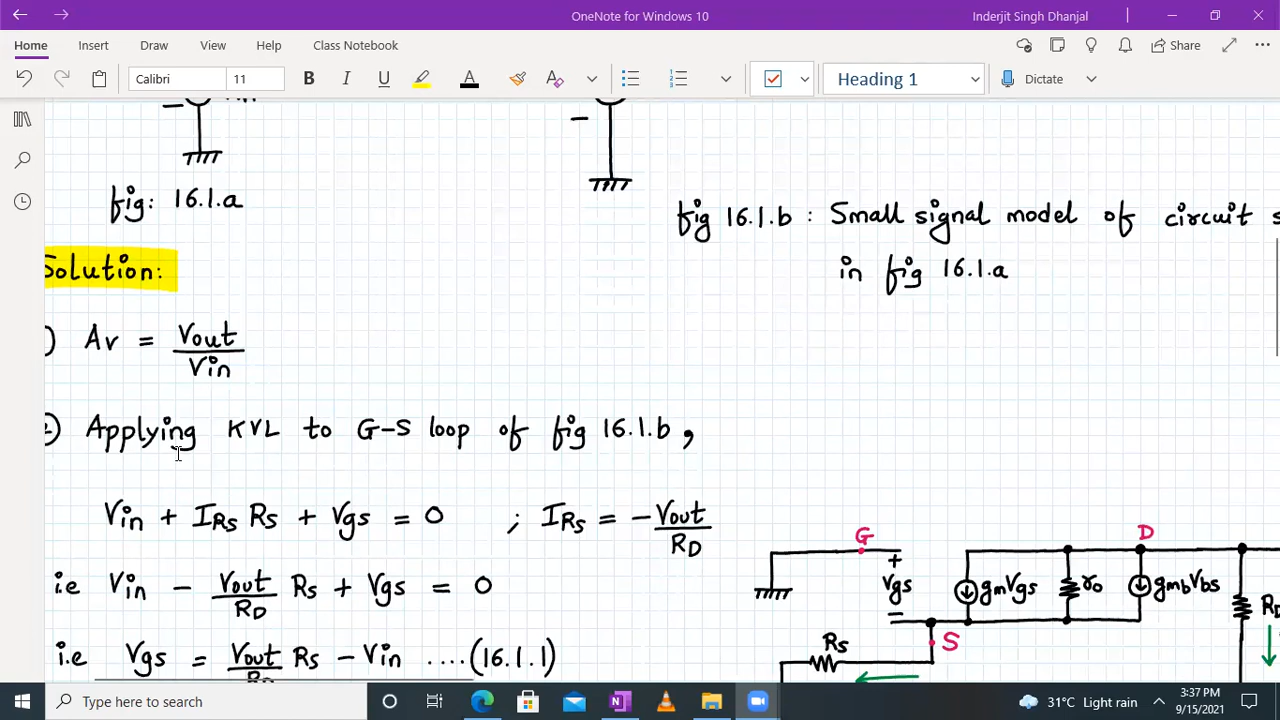 OneNote for Windows 10
Inderjit Singh Dhanjal
Home Insert Draw View Help Class Notebook
Share
Calibri 11 B I U A Heading 1 Dictate
fig: 16.1.a
fig 16.1.b : Small signal model of circuit
in fig 16.1.a
Solution:
) Av = Vout / Vin
2) Applying KVL to G-S loop of fig 16.1.b,
Vin + IRs Rs + Vgs = 0 ; IRs = - Vout / RD
i.e Vin - Vout / RD Rs + Vgs = 0
i.e Vgs = Vout / RD Rs - Vin ....(16.1.1)
G
D
+
Vgs
-
gmVgs
ro
gmbVbs
RD
S
Rs
Type here to search
31°C Light rain
3:37 PM
9/15/2021